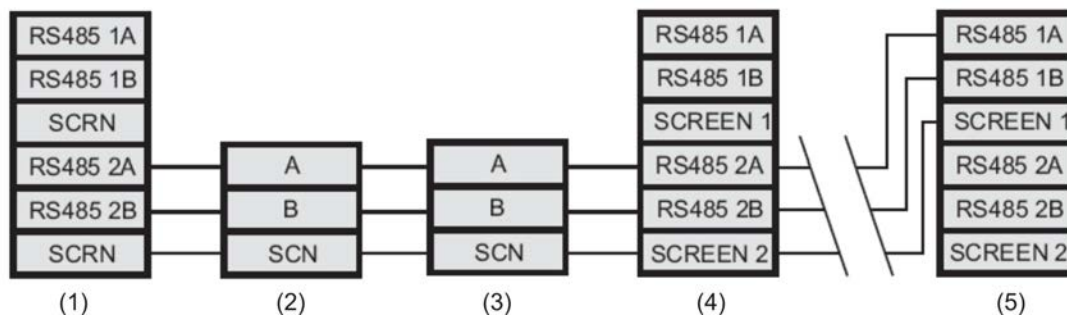 RS485 1A
RS485 1B
SCRN
RS485 2A
RS485 2B
SCRN
(1)
A
B
SCN
(2)
A
B
SCN
(3)
RS485 1A
RS485 1B
SCREEN 1
RS485 2A
RS485 2B
SCREEN 2
(4)
RS485 1A
RS485 1B
SCREEN 1
RS485 2A
RS485 2B
SCREEN 2
(5)